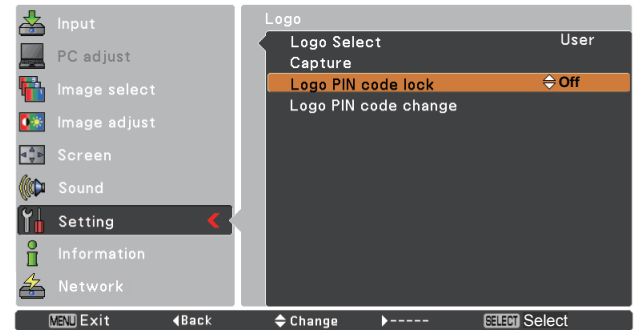 Input
PC adjust
Image select
Image adjust
Screen
Sound
Setting
Information
Network
Logo
Logo Select User
Capture
Logo PIN code lock Off
Logo PIN code change
MENU Exit Back Change ----- SELECT Select